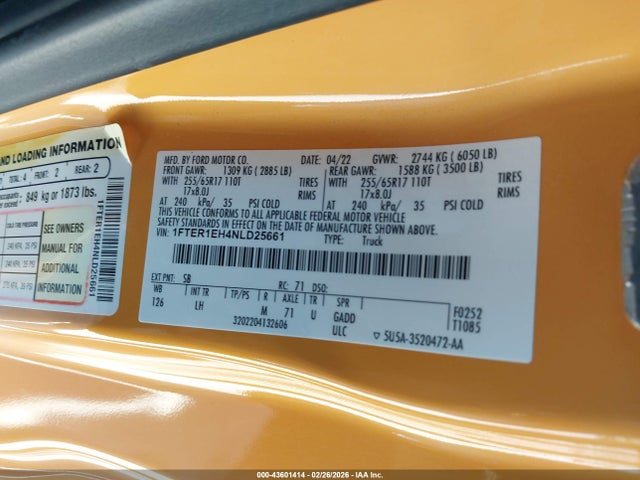 ND LOADING INFORMATION
TOTAL: 4 FRONT: 2 REAR: 2
849 kg or 1873 lbs.
SEE OWNERS
MANUAL FOR
ADDITIONAL
INFORMATION
1FTER1EH4NLD25661
MFD. BY FORD MOTOR CO. 04/22 GVWR: 2744 KG ( 6050 LB)
FRONT GAWR: 1309 KG ( 2885 LB) REAR GAWR: 1588 KG ( 3500 LB)
WITH WITH
255/65R17 110T TIRES 255/65R17 110T TIRES
17x8.0J RIMS 17x8.0J RIMS
AT 240 kPa/ 35 PSI COLD AT 240 kPa/ 35 PSI COLD
THIS VEHICLE CONFORMS TO ALL APPLICABLE FEDERAL MOTOR VEHICLE
SAFETY STANDARDS IN EFFECT ON THE DATE OF MANUFACTURE SHOWN ABOVE.
VIN: 1FTER1EH4NLD25661
TYPE: Truck
EXT PNT: SB RC: 71 DSO:
WB INT TR TP/PS R AXLE TR SPR
126 LH M 71 U GADD
ULC
3202204132606
F0252
T1085
5U5A-3520472-AA
000-43601414 - 02/26/2026 - IAA Inc.